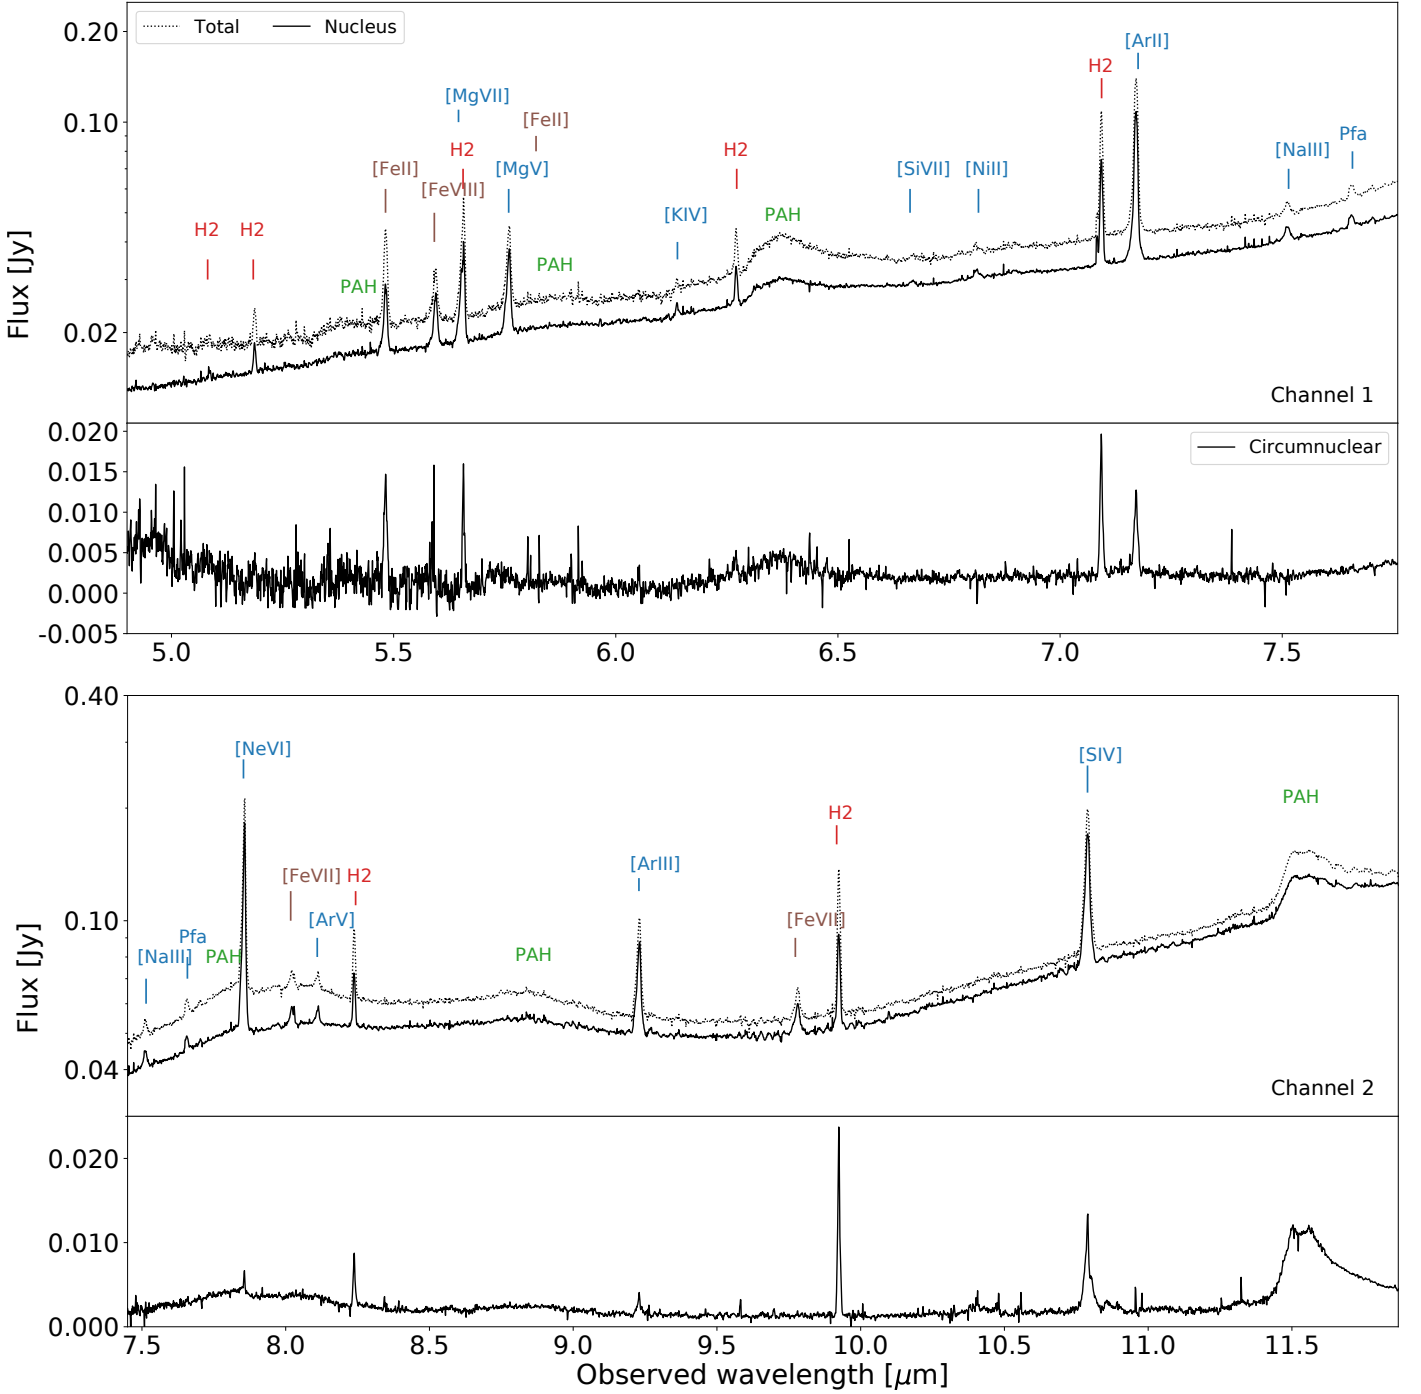 Total Nucleus
0.20
[ArII]
H2
[MgVII]
0.10
[FeII]
Pfa
H2 H2
[NaIII]
[FeII] [MgV] [SiVII] [NiII]
[FeVIII]
[KIV] PAH
H2 H2
PAH
PAH
Flux [Jy]
0.02
Channel 1
0.020
Circumnuclear
0.015
0.010
0.005
0.000
-0.005
5.0 5.5 6.0 6.5 7.0 7.5
0.40
[NeVI] [SIV]
PAH
H2
[ArIII]
[FeVII] H2
0.10
[ArV] [FeVII]
Pfa
[NaIII] PAH PAH
Flux [Jy]
0.04
Channel 2
0.020
0.010
0.000
7.5 8.0 8.5 9.0 9.5 10.0 10.5 11.0 11.5
Observed wavelength [μm]